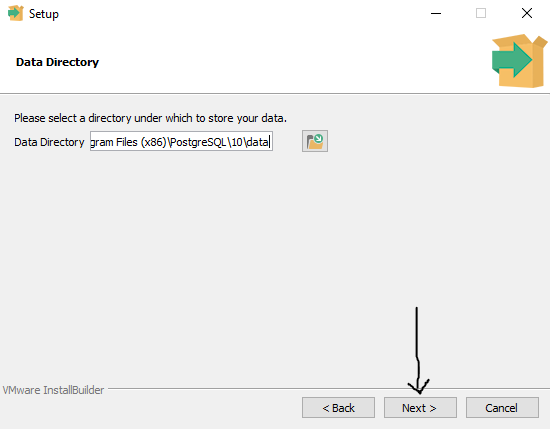 Setup
Data Directory
Please select a directory under which to store your data.
Data Directory gram Files (x86)\PostgreSQL\10\data
VMware InstallBuilder
< Back Next > Cancel